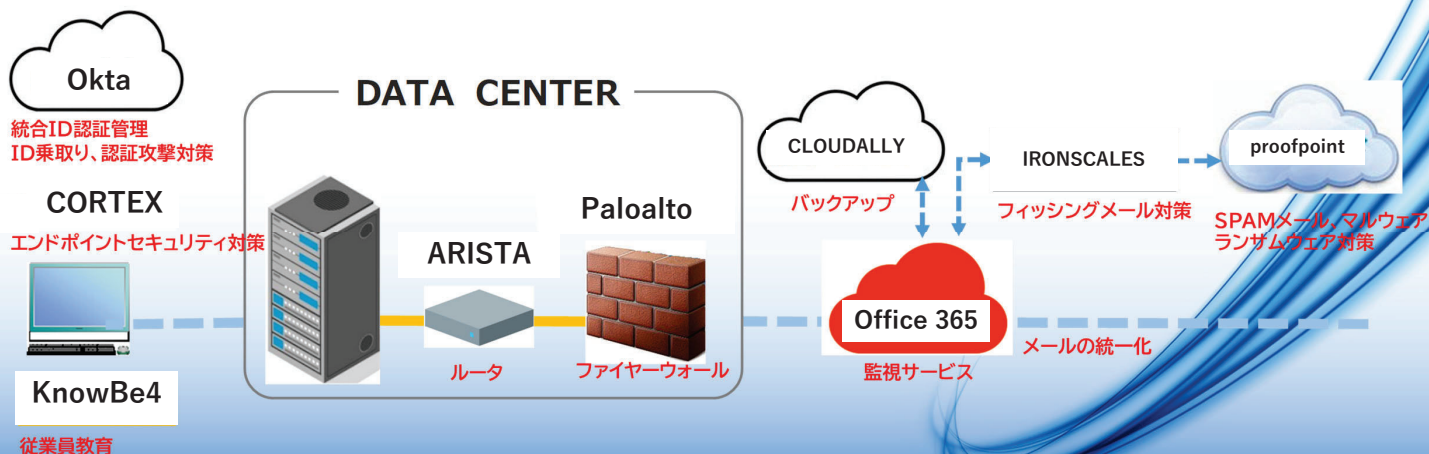 Okta
統合ID認証管理
ID乗取り、認証攻撃対策
CORTEX
エンドポイントセキュリティ対策
KnowBe4
従業員教育
DATA CENTER
ARISTA
ルータ
Paloalto
ファイヤーウォール
CLOUDALLY
バックアップ
IRONSCALES
フィッシングメール対策
proofpoint
SPAMメール、マルウェア
ランサムウェア対策
Office 365
監視サービス
メールの統一化